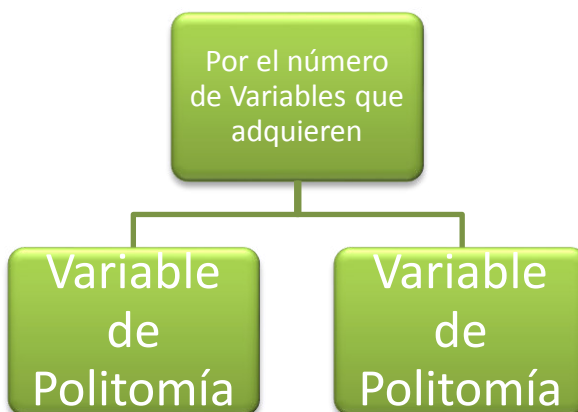 Por el número
de Variables que
adquieren
Variable
de
Politomía
Variable
de
Politomía